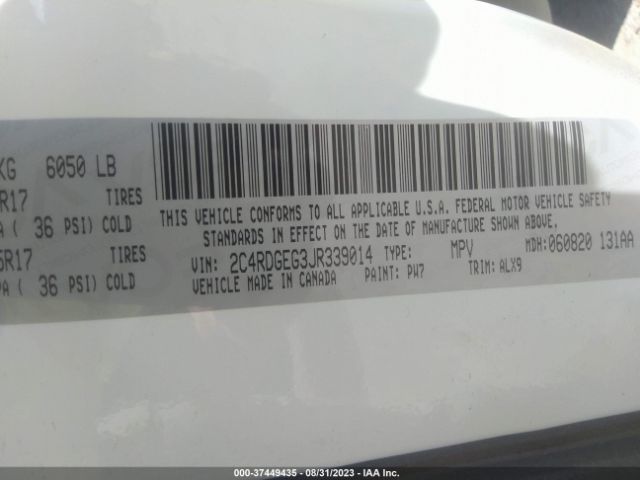 KG 6050 LB
R17 TIRES
A ( 36 PSI) COLD
5R17 TIRES
PA ( 36 PSI) COLD
THIS VEHICLE CONFORMS TO ALL APPLICABLE U.S.A. FEDERAL MOTOR VEHICLE SAFETY
STANDARDS IN EFFECT ON THE DATE OF MANUFACTURE SHOWN ABOVE.
VIN: 2C4RDGEG3JR339014 TYPE: MPV MDH: 060820 131AA
VEHICLE MADE IN CANADA PAINT: PW7 TRIM: ALX9
000-37449435 - 08/31/2023 - IAA Inc.